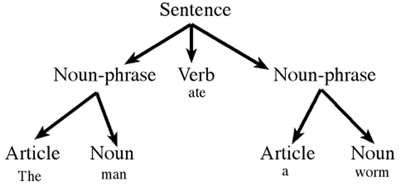 Sentence
Noun-phrase Verb Noun-phrase
ate
Article Noun Article Noun
The man a worm